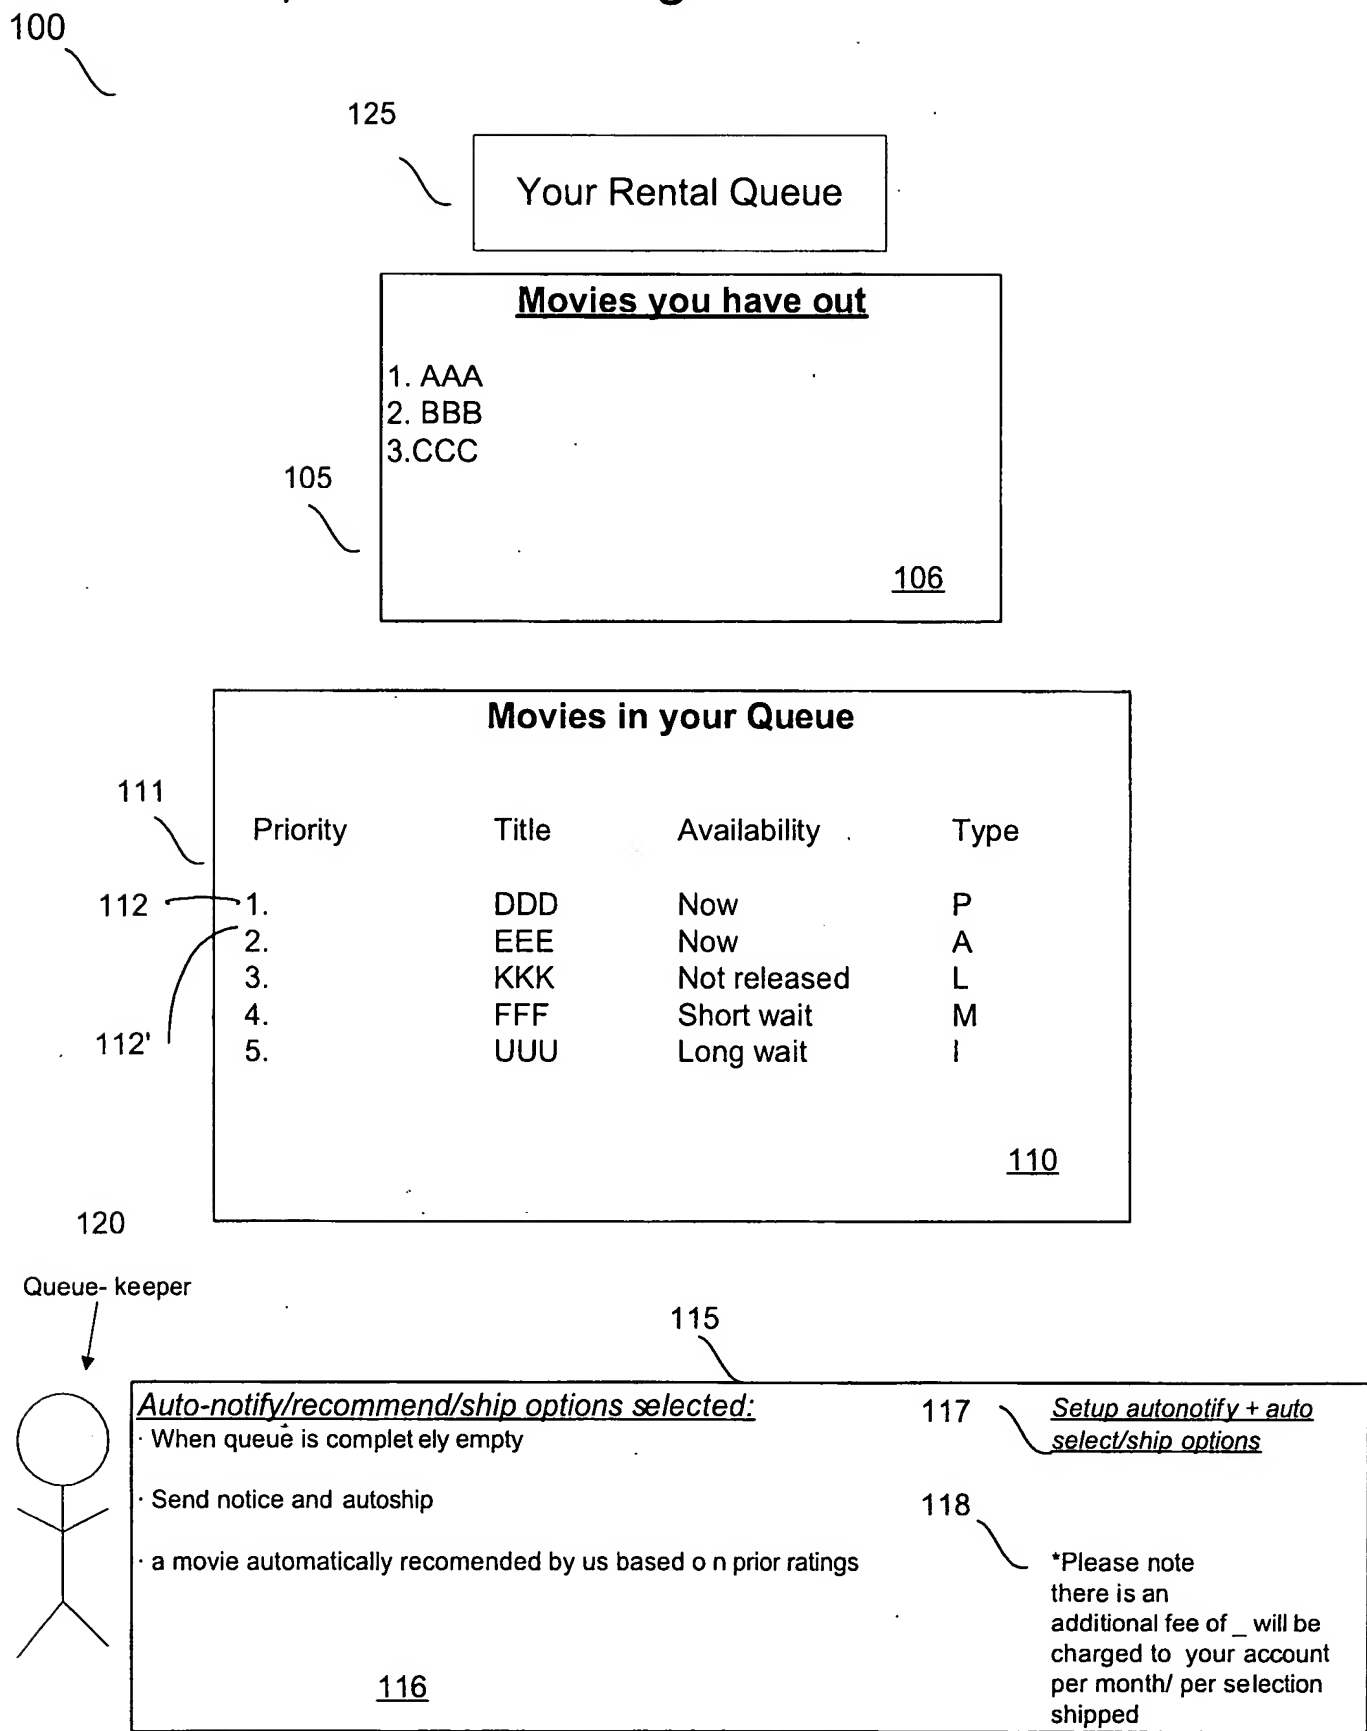 100
125
Your Rental Queue
Movies you have out
1. AAA
2. BBB
3.CCC
105
106
Movies in your Queue
111
Priority Title Availability Type
112 1. DDD Now P
2. EEE Now A
3. KKK Not released L
4. FFF Short wait M
112' 5. UUU Long wait I
110
120
Queue- keeper
115
Auto-notify/recommend/ship options selected:
· When queue is complet ely empty
· Send notice and autoship
· a movie automatically recomended by us based o n prior ratings
116
117 Setup autonotify + auto
select/ship options
118
*Please note
there is an
additional fee of _ will be
charged to your account
per month/ per selection
shipped